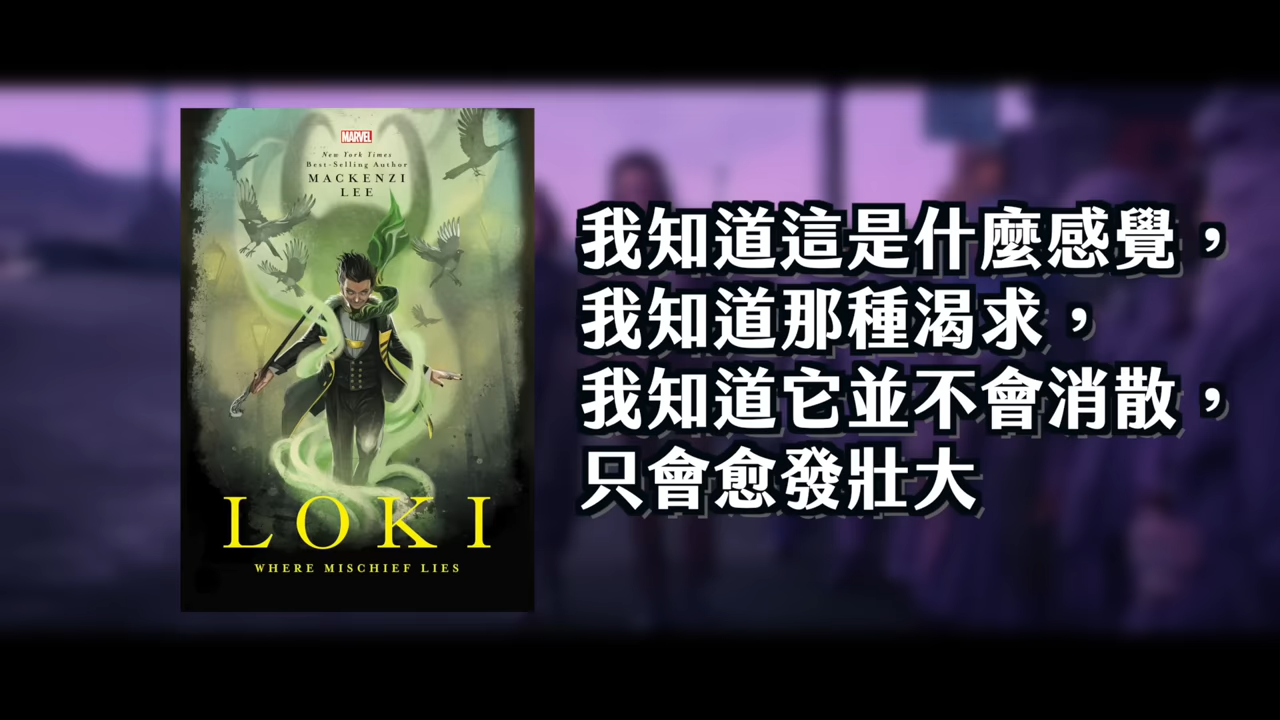 MARVEL
New York Times
Best-Selling Author
MACKENZI
LEE
LOKI
WHERE MISCHIEF LIES
我知道這是什麼感覺，
我知道那種渴求，
我知道它並不會消散，
只會愈發壯大